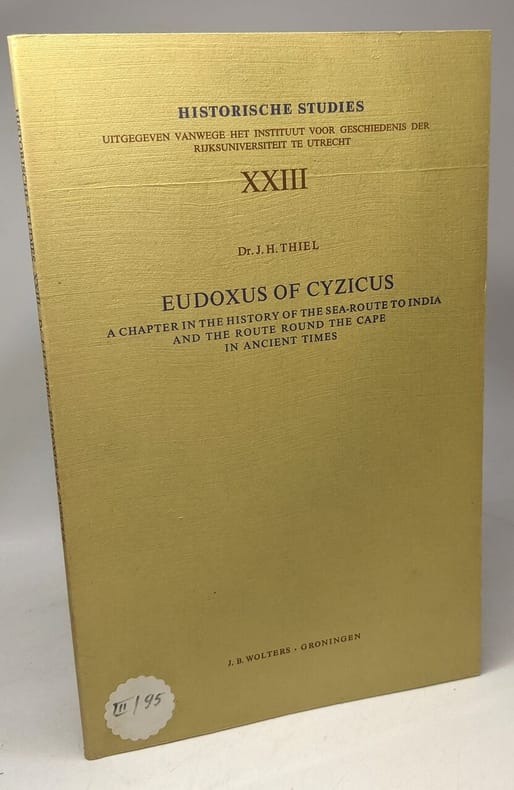 HISTORISCHE STUDIES
UITGEGEVEN VANWEGE HET INSTITUUT VOOR GESCHIEDENIS DER
RIJKSUNIVERSITEIT TE UTRECHT
XXIII
Dr. J. H. THIEL
EUDOXUS OF CYZICUS
A CHAPTER IN THE HISTORY OF THE SEA-ROUTE TO INDIA
AND THE ROUTE ROUND THE CAPE
IN ANCIENT TIMES
J. B. WOLTERS · GRONINGEN
III / 95